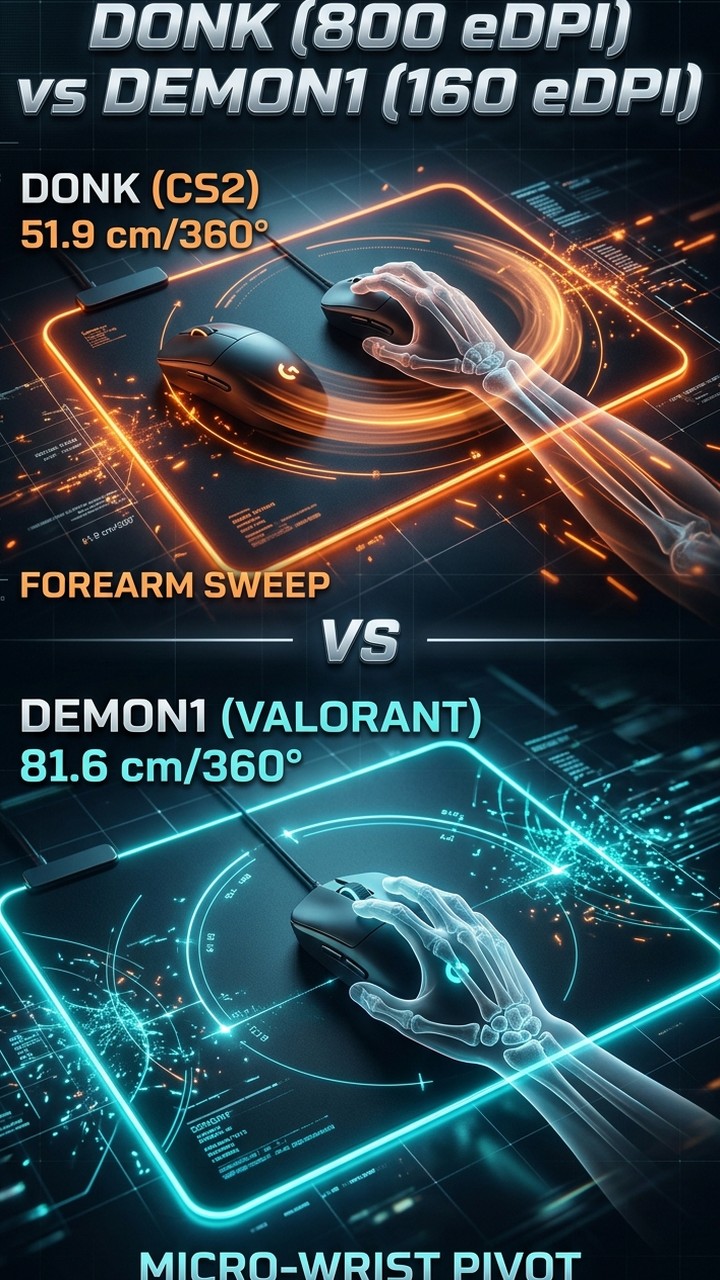 DONK (800 eDPI)
vs DEMON1 (160 eDPI)
DONK (CS2)
51.9 cm/360°
FOREARM SWEEP
VS
DEMON1 (VALORANT)
81.6 cm/360°
MICRO-WRIST PIVOT